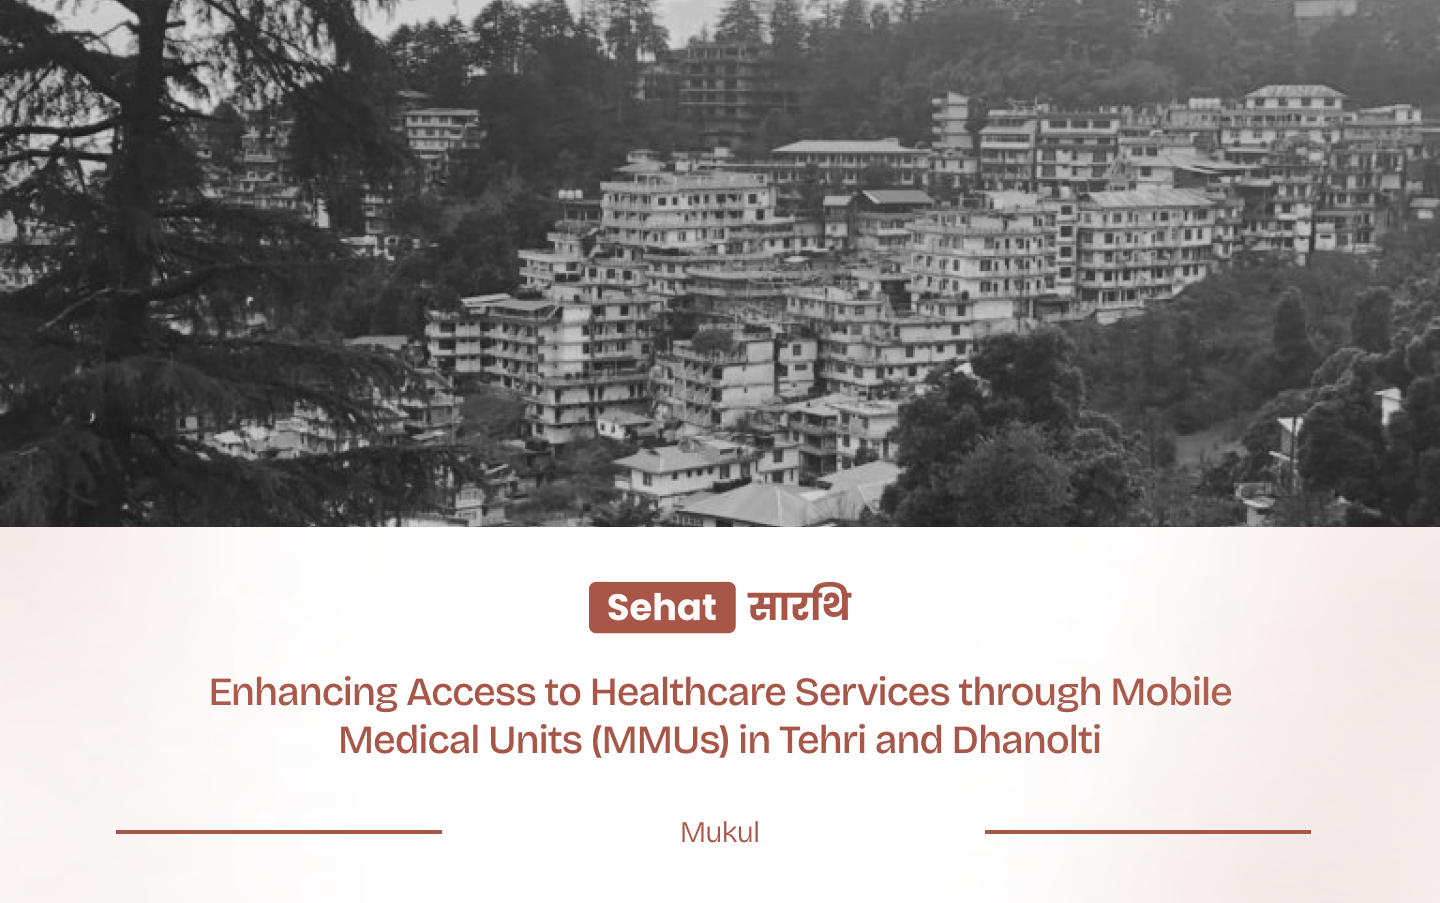 Sehat सारथि
Enhancing Access to Healthcare Services through Mobile
Medical Units (MMUs) in Tehri and Dhanolti
Mukul